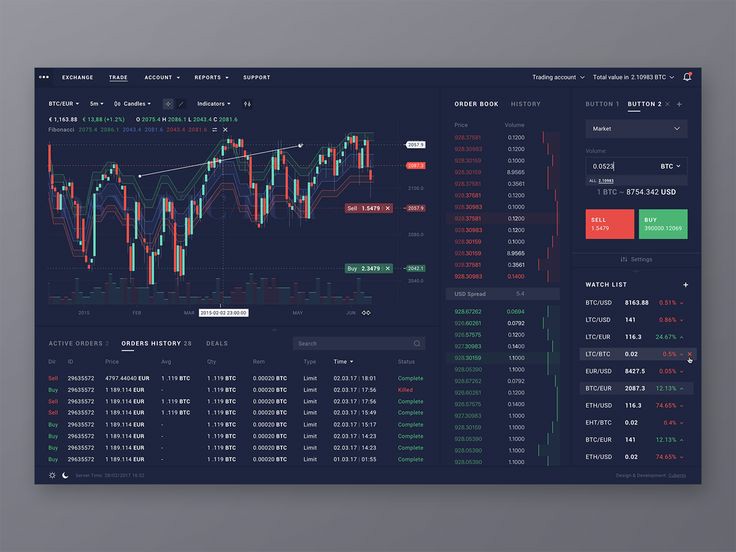 EXCHANGE TRADE ACCOUNT REPORTS SUPPORT Trading account Total value in 2.10983 BTC
BTC/EUR 5m Candles Indicators
€ 1,163.88 € 13,88 (+1.2%) O 2075.4 H 2086.1 L 2043.4 C 2081.6
Fibonacci 2075.4 2086.1 2043.4 2081.6 2043.4 2081.6
2057.9
2087.3
2100.0
Sell 1.5479 2057.9
2080.0
Buy 2.3479 2042.1
2040.0
2015 FEB MAR 2015-02-02 23:00:00 MAY JUN
ACTIVE ORDERS 2 ORDERS HISTORY 28 DEALS Search
Dir ID Price Avg Qty Rem Type Time Status
Sell 29635572 4797.44040 EUR 1 .119 BTC 1 .119 BTC 0.00020 BTC Limit 02.03.17 | 18:01 Complete
Buy 29635572 1 189.114 EUR 1 .119 BTC 1 .119 BTC 0.00020 BTC Limit 02.03.17 | 17:56 Killed
Sell 29635572 1 189.114 EUR 1 .119 BTC 1 .119 BTC 0.00020 BTC Limit 02.03.17 | 17:56 Complete
Sell 29635572 1 189.114 EUR 1 .119 BTC 1 .119 BTC 0.00020 BTC Limit 02.03.17 | 15:49 Complete
Buy 29635572 1 189.114 EUR - 1 .119 BTC 0.00020 BTC Limit 02.03.17 | 15:17 Complete
Buy 29635572 1 189.114 EUR - 1 .119 BTC 0.00020 BTC Limit 02.03.17 | 14:23 Complete
Buy 29635572 1 189.114 EUR - 1 .119 BTC 0.00020 BTC Limit 02.03.17 | 14:23 Complete
Buy 29635572 1 189.114 EUR - 1 .119 BTC 0.00020 BTC Limit 01.03.17 | 01:55 Complete
Server Time: 28/02/2017 16:52
ORDER BOOK HISTORY
Price Volume
928.37581 0.1200
928.30159 0.1200
928.30159 0.1200
928.30983 8.9565
928.37581 0.3561
928.30159 0.1200
928.30983 0.1200
928.37581 0.1200
928.30983 0.1200
928.30159 0.1200
928.30159 8.9565
928.37581 0.3561
928.30983 0.1400
USD Spread 5.4
928.67262 0.0694
928.60261 0.0792
927.57135 0.1200
928.30983 0.1200
928.30159 1.1000
928.05390 1.1000
928.67262 0.1200
927.57135 0.1200
927.30983 1.1000
928.30159 0.1200
928.05390 0.1200
928.05390 1.1000
928.05390 1.1000
BUTTON 1 BUTTON 2
Market
Volume:
0.0523 BTC
ALL: 2.10983
1 BTC ~ 8754.342 USD
SELL BUY
1.5479 390000.12069
Settings
WATCH LIST
BTC/USD 8163.88 0.51%
LTC/USD 141 0.86%
LTC/EUR 116.3 24.67%
LTC/BTC 0.02 0.5%
EUR/USD 8427.5 0.05%
BTC/EUR 2087.3 12.13%
ETH/USD 116.3 74.65%
EHT/BTC 0.02 0.4%
BTC/EUR 141 12.13%
ETH/USD 0.02 74.65%
Design & Development: Cuberto